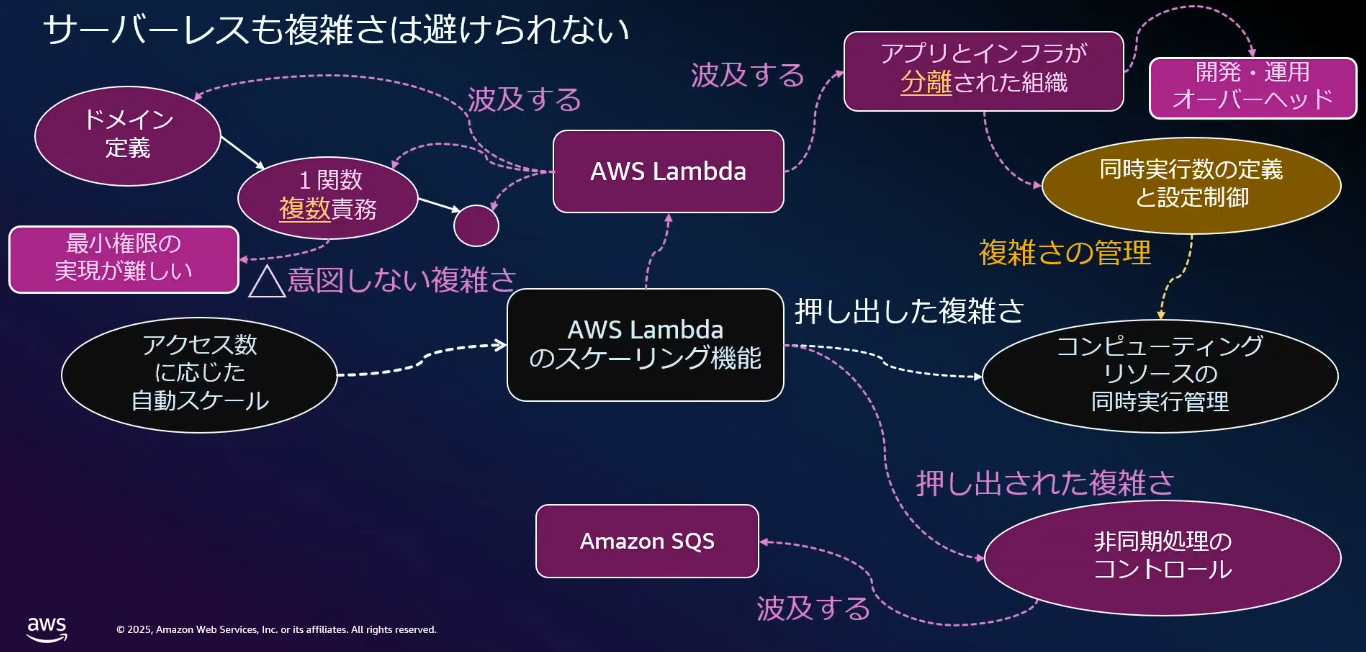 サーバーレスも複雑さは避けられない
ドメイン
定義
波及する
波及する
アプリとインフラが
分離された組織
開発・運用
オーバーヘッド
1関数
複数責務
AWS Lambda
同時実行数の定義
と設定制御
最小権限の
実現が難しい
△意図しない複雑さ
複雑さの管理
アクセス数
に応じた
自動スケール
AWS Lambda
のスケーリング機能
押し出した複雑さ
コンピューティング
リソースの
同時実行管理
押し出された複雑さ
Amazon SQS
非同期処理の
コントロール
波及する
aws
© 2025, Amazon Web Services, Inc. or its affiliates. All rights reserved.